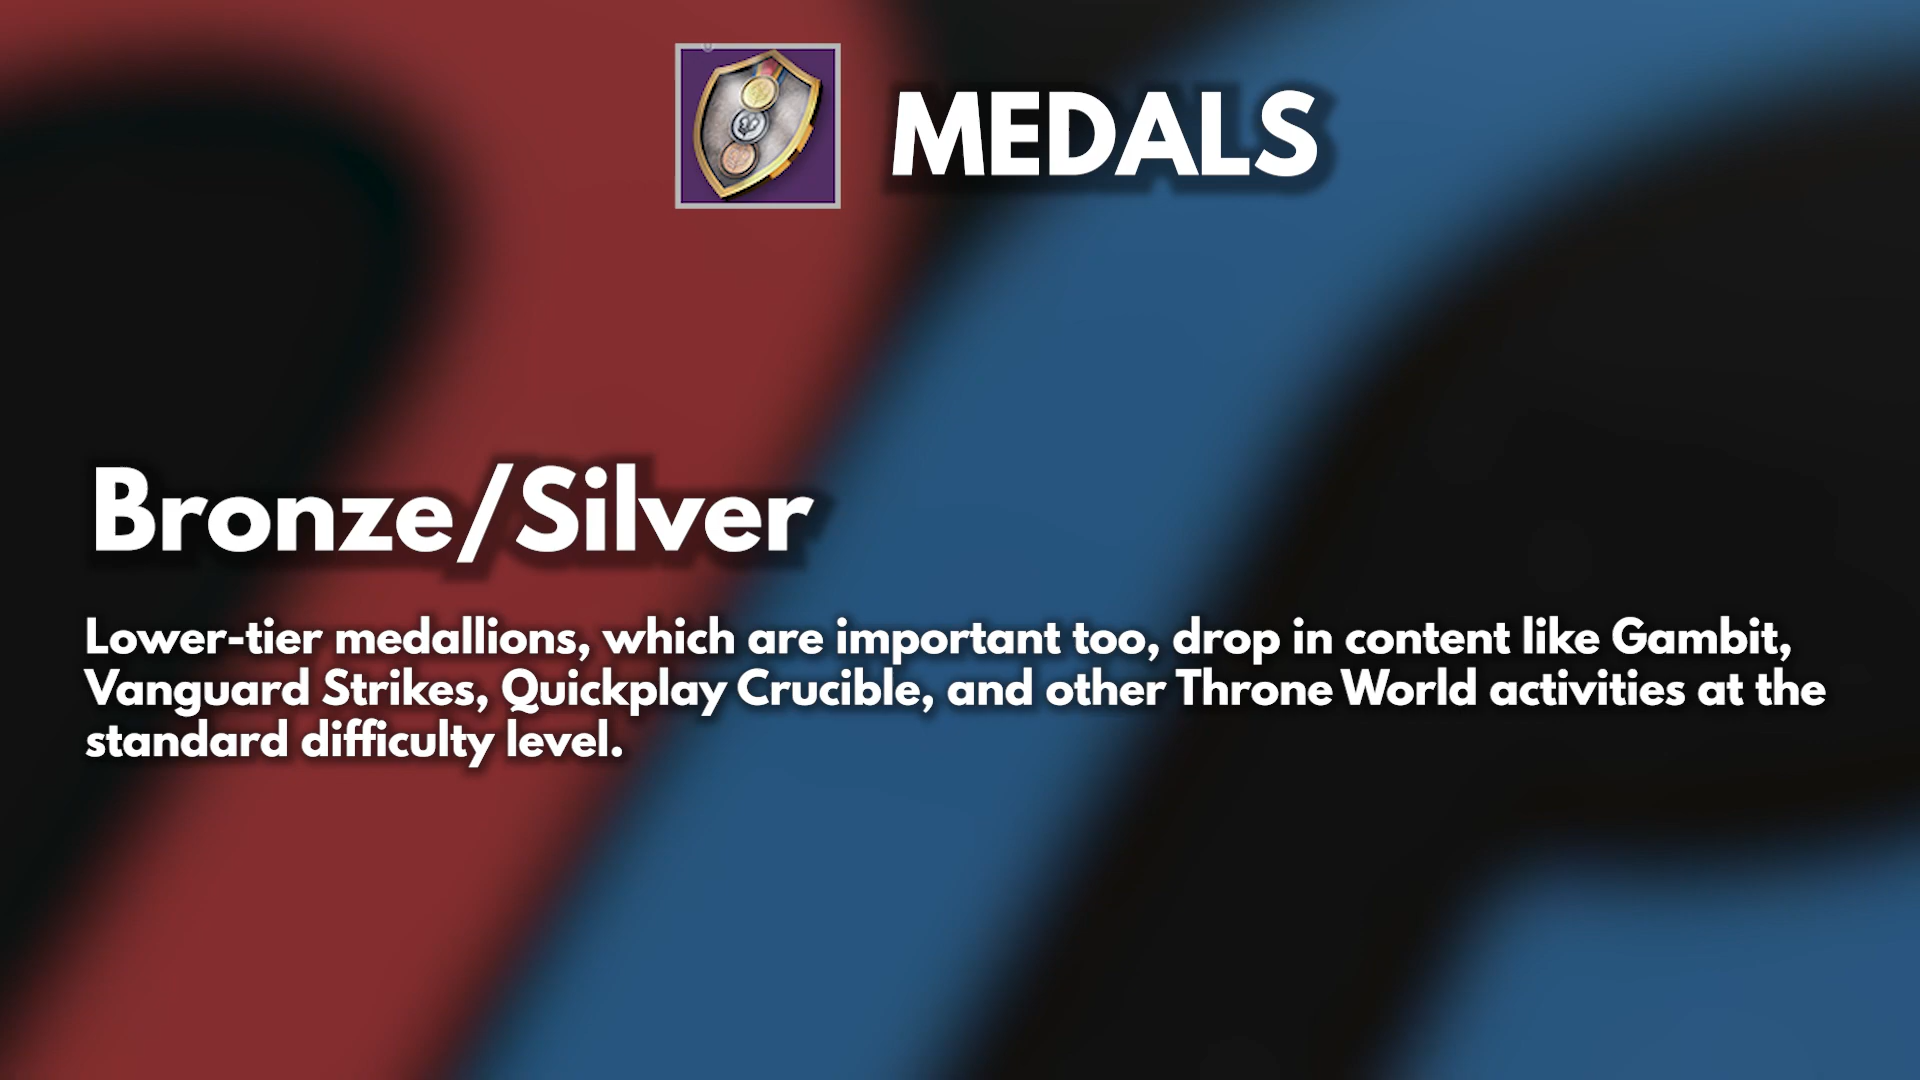 MEDALS
Bronze/Silver
Lower-tier medallions, which are important too, drop in content like Gambit,
Vanguard Strikes, Quickplay Crucible, and other Throne World activities at the
standard difficulty level.